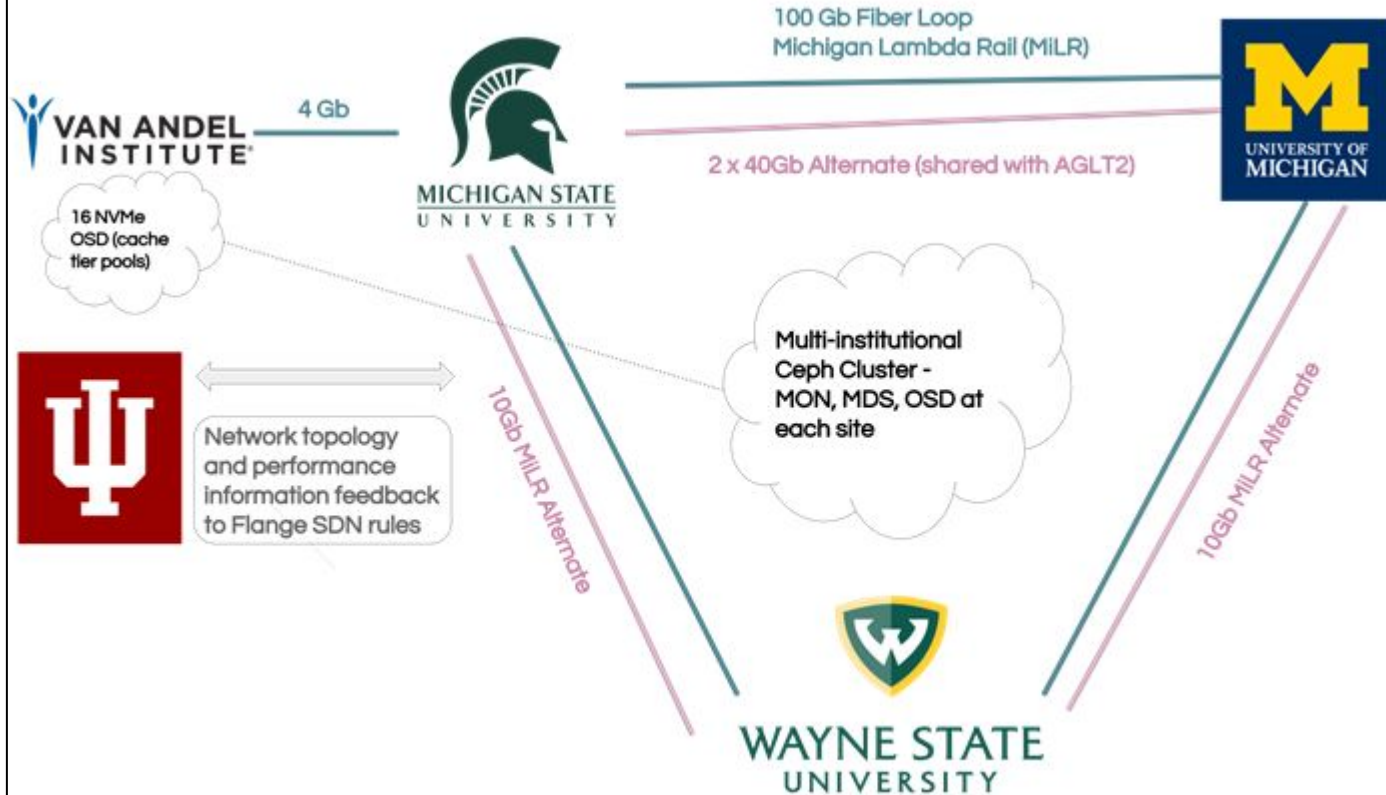 100 Gb Fiber Loop
Michigan Lambda Rail (MiLR)
VAN ANDEL
INSTITUTE®
4 Gb
MICHIGAN STATE
UNIVERSITY
2 x 40Gb Alternate (shared with AGLT2)
M
UNIVERSITY OF
MICHIGAN
16 NVMe
OSD (cache
tier pools)
Network topology
and performance
information feedback
to Flange SDN rules
10Gb MiLR Alternate
Multi-institutional
Ceph Cluster -
MON, MDS, OSD at
each site
10Gb MiLR Alternate
W
WAYNE STATE
UNIVERSITY